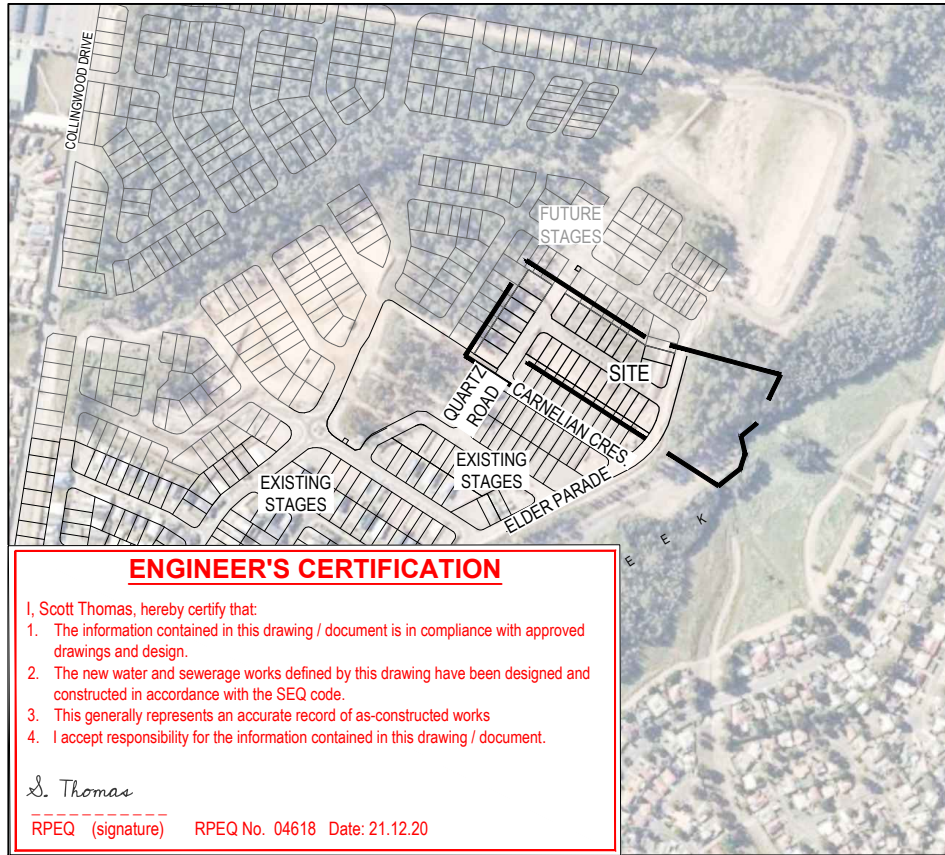 COLLINGWOOD DRIVE
FUTURE
STAGES
SITE
QUARTZ
ROAD
CARNELIAN CRES.
EXISTING
STAGES
EXISTING
STAGES
ELDER PARADE
E E K
ENGINEER'S CERTIFICATION
I, Scott Thomas, hereby certify that:
1. The information contained in this drawing / document is in compliance with approved
drawings and design.
2. The new water and sewerage works defined by this drawing have been designed and
constructed in accordance with the SEQ code.
3. This generally represents an accurate record of as-constructed works
4. I accept responsibility for the information contained in this drawing / document.
S. Thomas
RPEQ (signature) RPEQ No. 04618 Date: 21.12.20